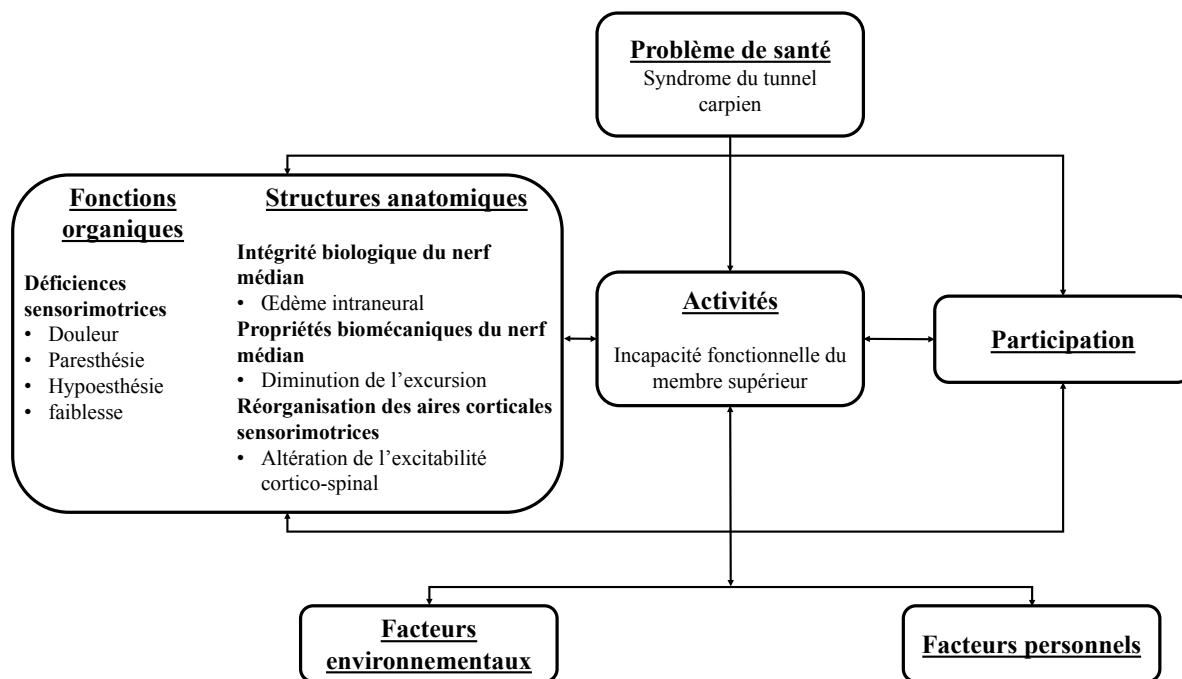 Problème de santé
Syndrome du tunnel
carpien
Fonctions
organiques
Déficiences
sensorimotrices
• Douleur
• Paresthésie
• Hypoesthésie
• faiblesse
Structures anatomiques
Intégrité biologique du nerf
médian
• Œdème intraneural
Propriétés biomécaniques du nerf
médian
• Diminution de l’excursion
Réorganisation des aires corticales
sensorimotrices
• Altération de l’excitabilité
cortico-spinal
Activités
Incapacité fonctionnelle du
membre supérieur
Participation
Facteurs
environnementaux
Facteurs personnels